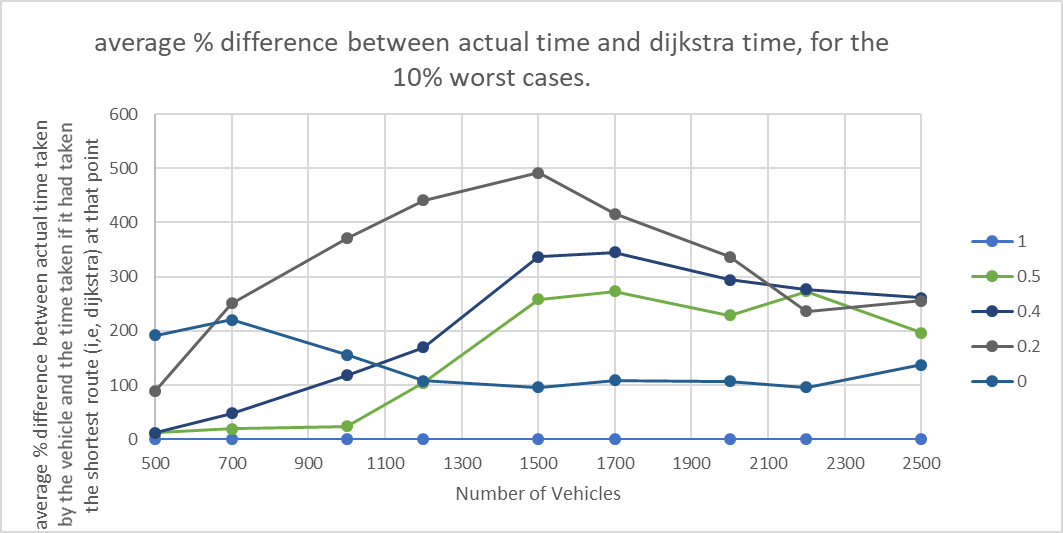 average % difference between actual time and dijkstra time, for the
10% worst cases.
average % difference between actual time taken
by the vehicle and the time taken if it had taken
the shortest route (i,e, dijkstra) at that point
600
500
400
300
200
100
0
500 700 900 1100 1300 1500 1700 1900 2100 2300 2500
Number of Vehicles
1
0.5
0.4
0.2
0